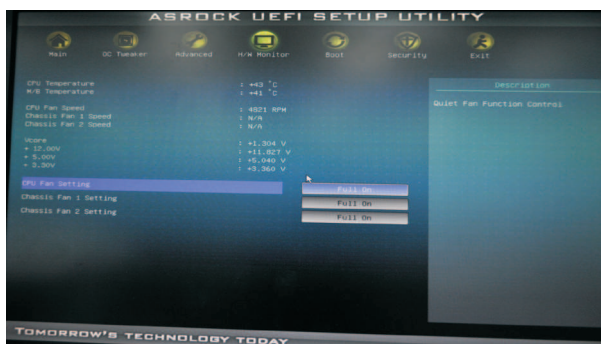 ASROCK UEFI SETUP UTILITY
Main OC Tweaker Advanced H/W Monitor Boot Security Exit
Description
Quiet Fan Function Control
CPU Temperature : +43 °C
M/B Temperature : +41 °C
CPU Fan Speed : 4821 RPM
Chassis Fan 1 Speed : N/A
Chassis Fan 2 Speed : N/A
Vcore : +1.304 V
+ 12.00V : +11.827 V
+ 5.00V : +5.040 V
+ 3.30V : +3.360 V
CPU Fan Setting Full On
Chassis Fan 1 Setting Full On
Chassis Fan 2 Setting Full On
TOMORROW'S TECHNOLOGY TODAY